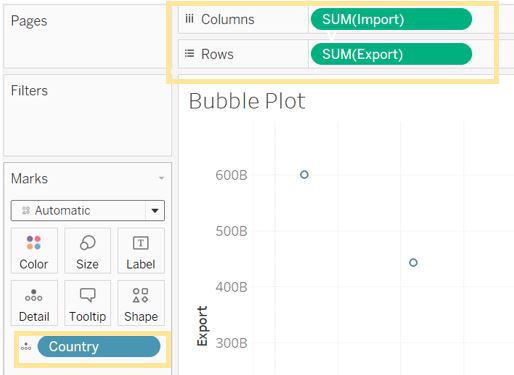 Pages
Columns
SUM(Import)
Rows
SUM(Export)
Filters
Bubble Plot
Marks
Automatic
Color
Size
Label
Detail
Tooltip
Shape
Country
600B
500B
400B
300B
Export